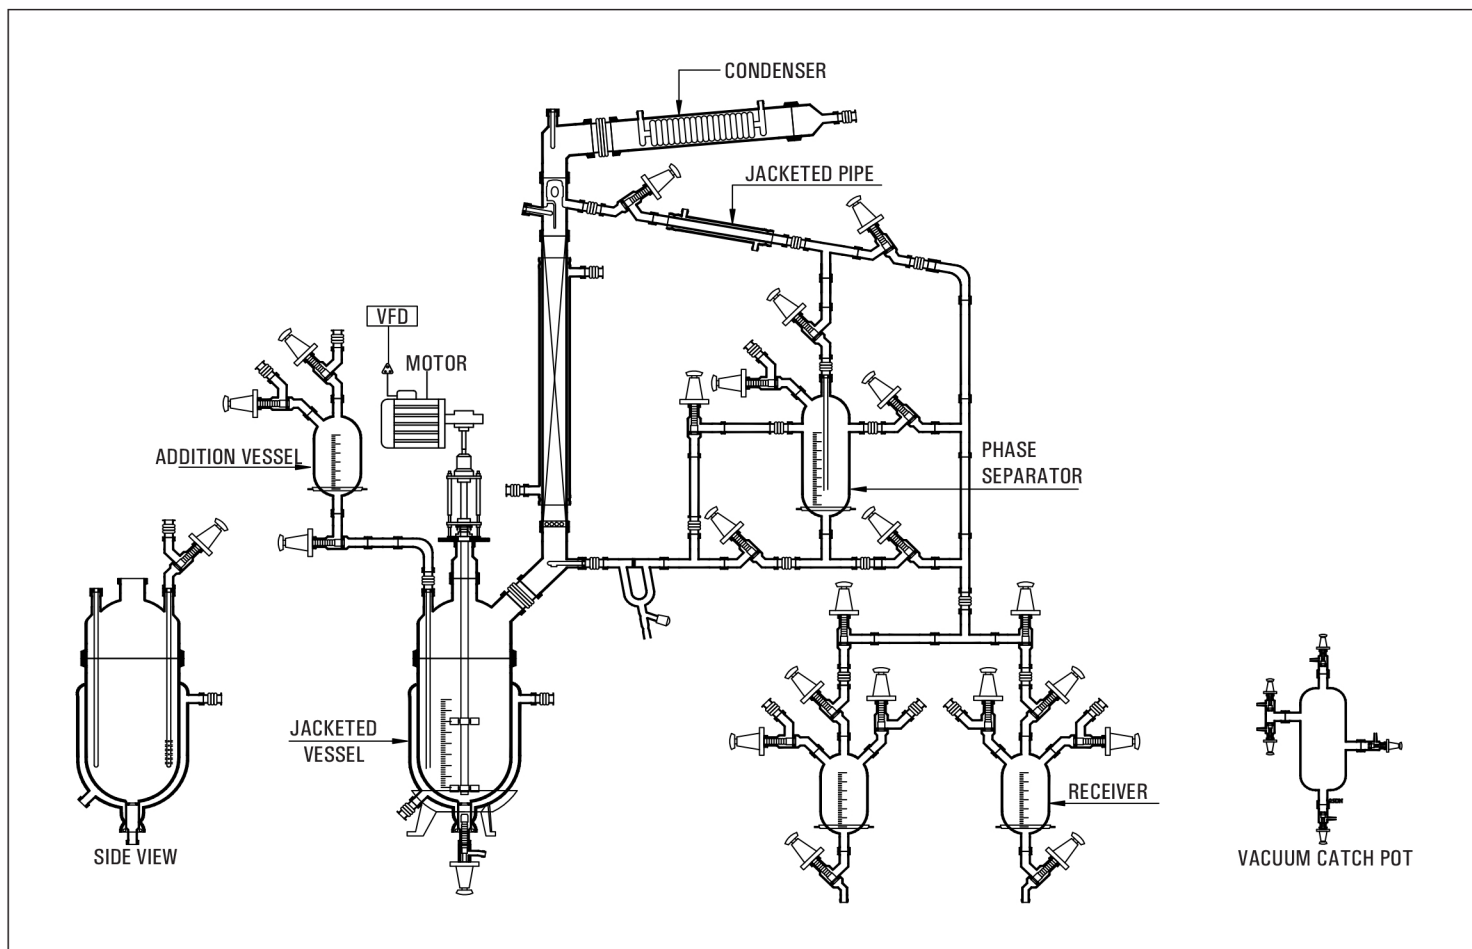 CONDENSER
JACKETED PIPE
VFD
MOTOR
ADDITION VESSEL
PHASE
SEPARATOR
JACKETED
VESSEL
RECEIVER
SIDE VIEW
VACUUM CATCH POT